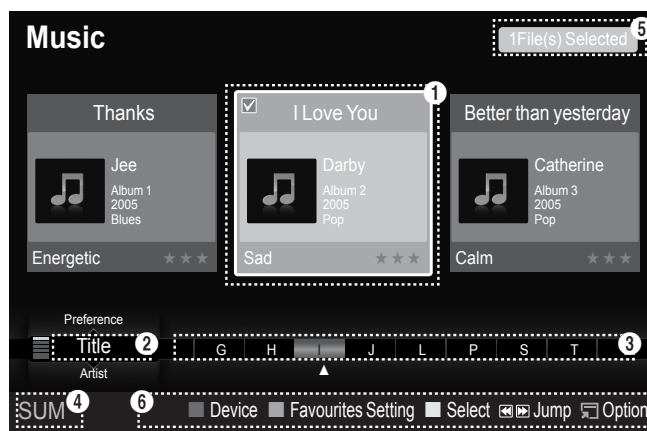 Music
1File(s) Selected
5
1
Thanks
Jee
Album 1
2005
Blues
Energetic
I Love You
Darby
Album 2
2005
Pop
Sad
Better than yesterday
Catherine
Album 3
2005
Pop
Calm
Preference
Title
2
G H I J L P S T
3
Artist
SUM
4
6
Device Favourites Setting Select Jump Option